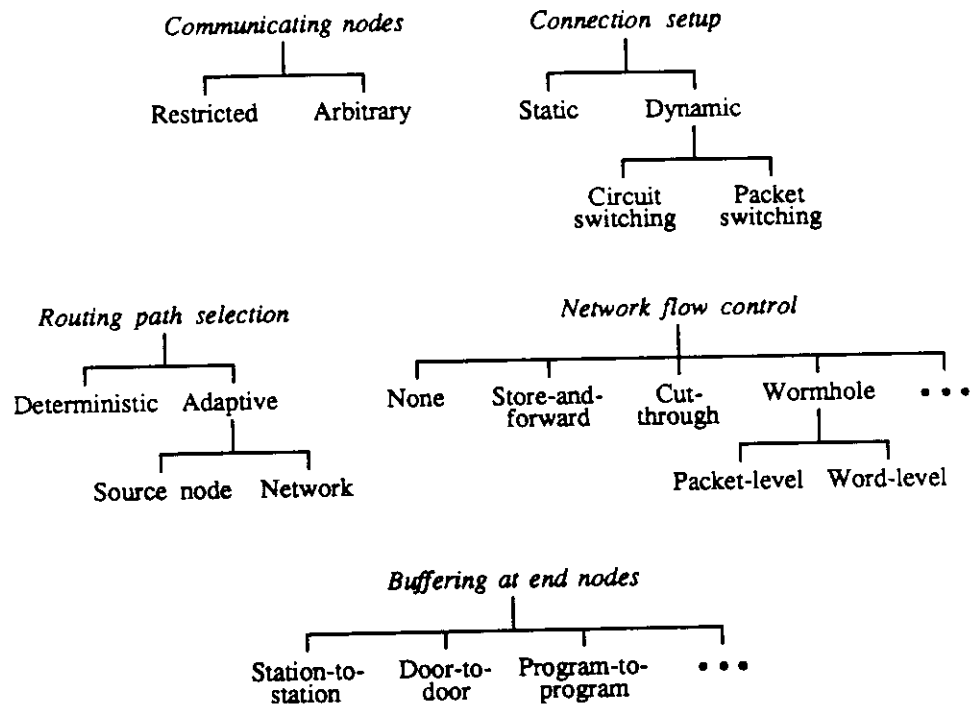 Communicating nodes
Connection setup
Restricted Arbitrary
Static Dynamic
Circuit
switching
Packet
switching
Routing path selection
Network flow control
Deterministic Adaptive
None
Store-and-
forward
Cut-
through
Wormhole
• • •
Source node Network
Packet-level Word-level
Buffering at end nodes
Station-to-
station
Door-to-
door
Program-to-
program
• • •